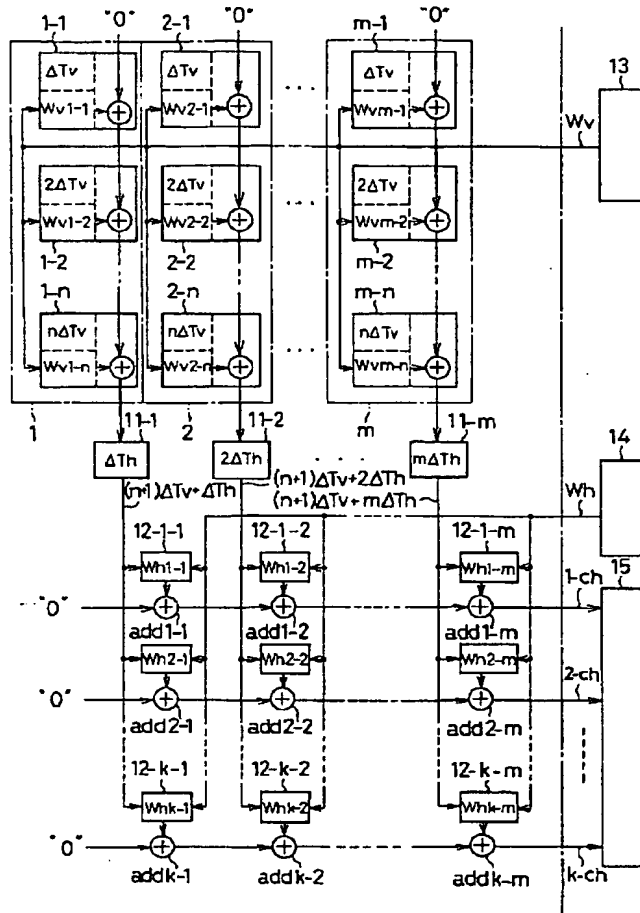 1-1 "0" 2-1 "0" m-1 "0"
ΔTv ΔTv ... ΔTv 13
Wv1-1 + Wv2-1 + Wvm-1 + Wv
2ΔTv 2ΔTv 2ΔTv
Wv1-2 + Wv2-2 + ... Wvm-2 +
1-2 2-2 m-2
1-n 2-n m-n
nΔTv nΔTv nΔTv
Wv1-n + Wv2-n + ... Wvm-n +
1 11-1 2 11-2 m 11-m
ΔTh 2ΔTh .... mΔTh 14
(n+1)ΔTv+ΔTh (n+1)ΔTv+2ΔTh
(n+1)ΔTv+mΔTh Wh
12-1-1 12-1-2 12-1-m 15
Wh1-1 Wh1-2 Wh1-m 1-ch
"0" + + +
add1-1 add1-2 add1-m
Wh2-1 Wh2-2 Wh2-m 2-ch
"0" + + +
add2-1 add2-2 add2-m
12-k-1 12-k-2 12-k-m
Whk-1 Whk-2 Whk-m
"0" + + +
addk-1 addk-2 addk-m k-ch